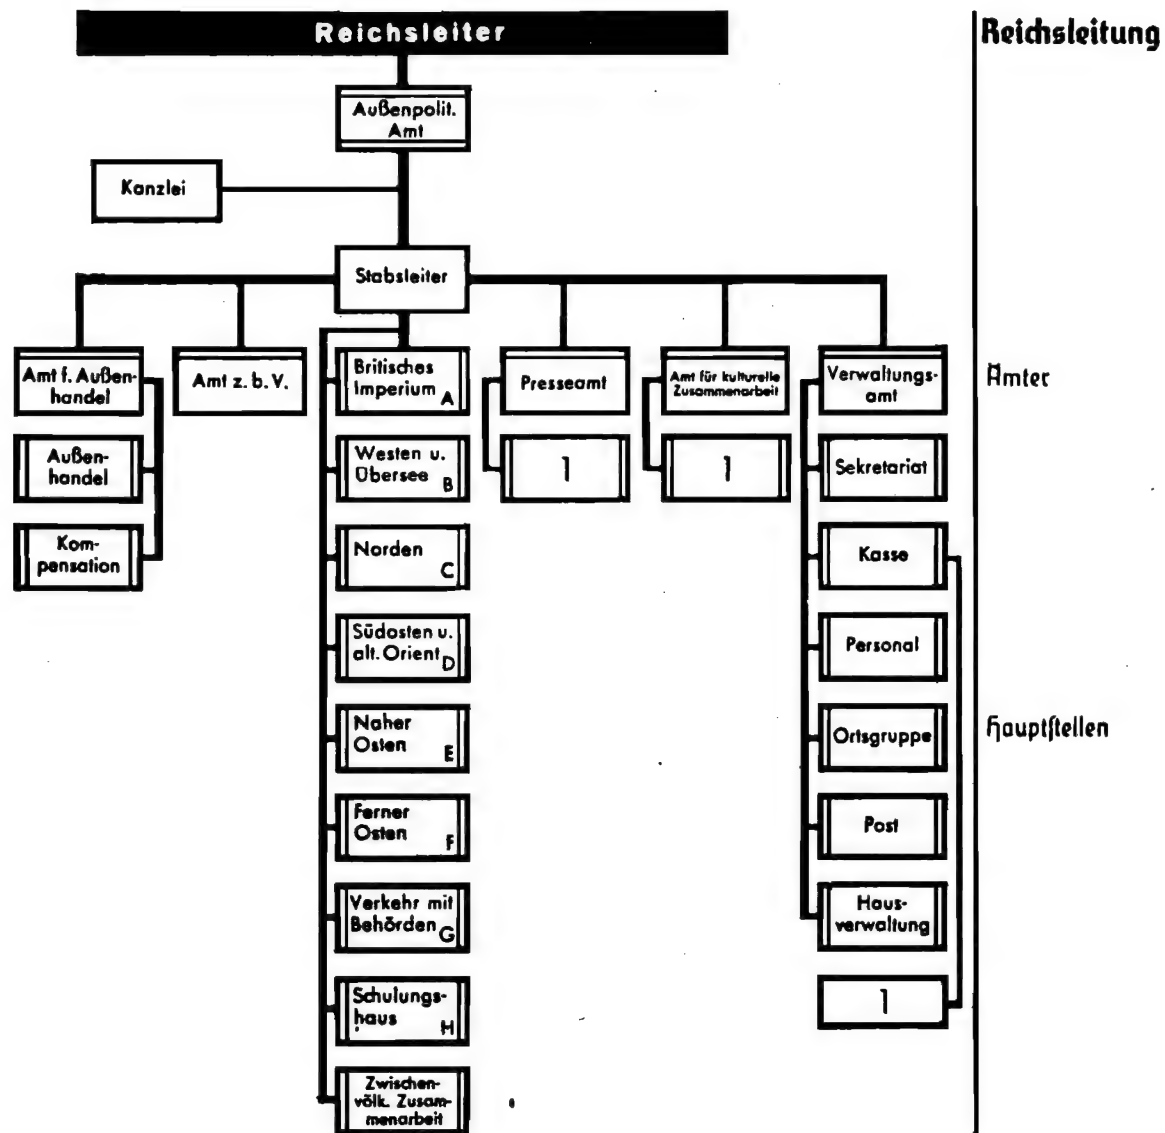 Reichsleiter
Reichsleitung
Außenpolit.
Amt
Kanzlei
Stabsleiter
Amt f. Außen-
handel
Außen-
handel
Kom-
pensation
Amt z. b. V.
Britisches
Imperium A
Westen u.
Übersee B
Norden
C
Südosten u.
alt. Orient D
Naher
Osten E
Ferner
Osten F
Verkehr mit
Behörden G
Schulungs-
haus H
Zwischen-
völk. Zusam-
menarbeit
Presseamt
1
Amt für kulturelle
Zusammenarbeit
1
Verwaltungs-
amt
Sekretariat
Kasse
Personal
Ortsgruppe
Post
Haus-
verwaltung
1
Ämter
Hauptstellen